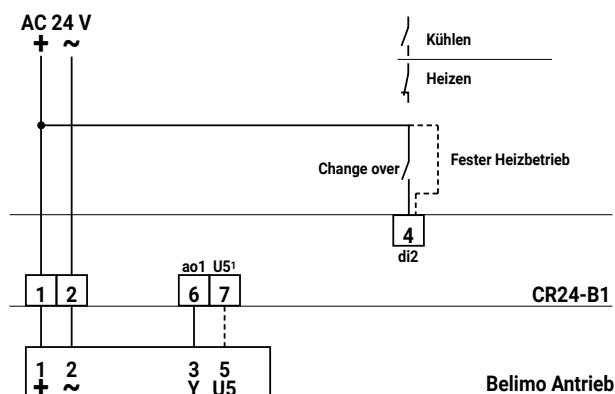 AC 24 V
+ ~
Kühlen
Heizen
Change over
Fester Heizbetrieb
4
di2
ao1 U5¹
1 2 6 7
CR24-B1
1 2 3 5
+ ~ Y U5
Belimo Antrieb